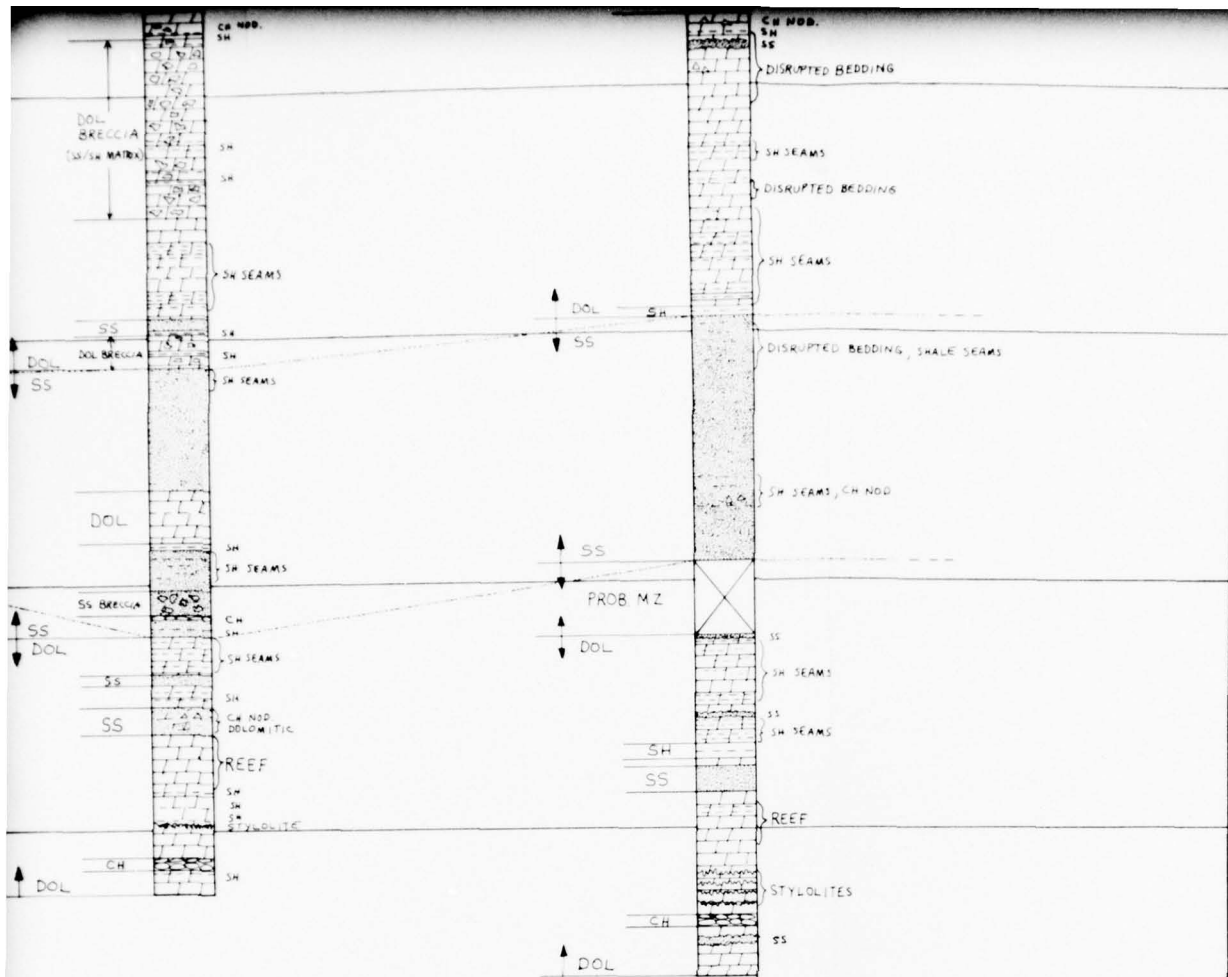 CH NOD.
SH
DOL
BRECCIA
(SS/SH MATRIX)
SH
SH
SH SEAMS
SS
SH
DOL BRECCIA
SH
DOL
SS
SH SEAMS
DOL
SH
SH SEAMS
SS BRECCIA
CH
SH
SS
DOL
SH SEAMS
SS
SH
SS
CH NOD
DOLOMITIC
REEF
SH
SH
SH
STYLOLITE
CH
SH
DOL
CH NOD.
SH
SS
DISRUPTED BEDDING
SH SEAMS
DISRUPTED BEDDING
SH SEAMS
DOL
SH
SS
DISRUPTED BEDDING, SHALE SEAMS
SH SEAMS, CH NOD
SS
PROB. MZ
DOL
SS
SH SEAMS
SS
SH SEAMS
SH
SS
REEF
STYLOLITES
CH
SS
DOL